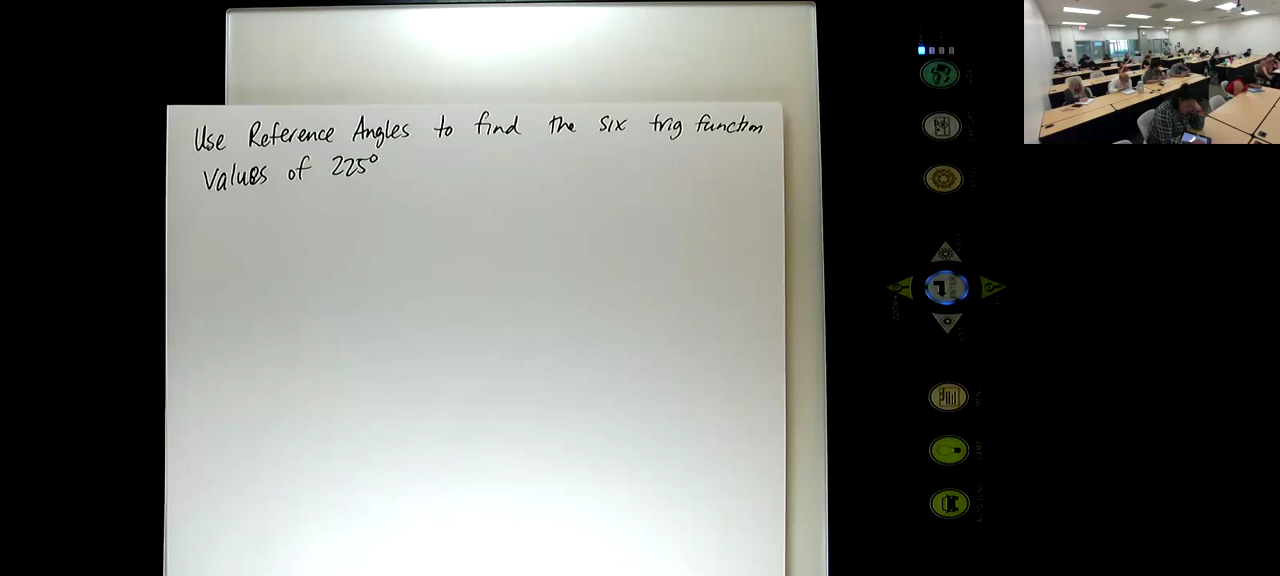 Use Reference Angles to find the six trig function
values of 225°